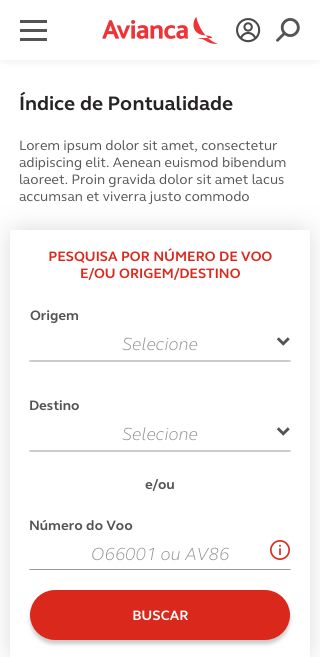 Avianca
Índice de Pontualidade
Lorem ipsum dolor sit amet, consectetur
adipiscing elit. Aenean euismod bibendum
laoreet. Proin gravida dolor sit amet lacus
accumsan et viverra justo commodo
PESQUISA POR NÚMERO DE VOO
E/OU ORIGEM/DESTINO
Origem
Selecione
Destino
Selecione
e/ou
Número do Voo
O66001 ou AV86
BUSCAR